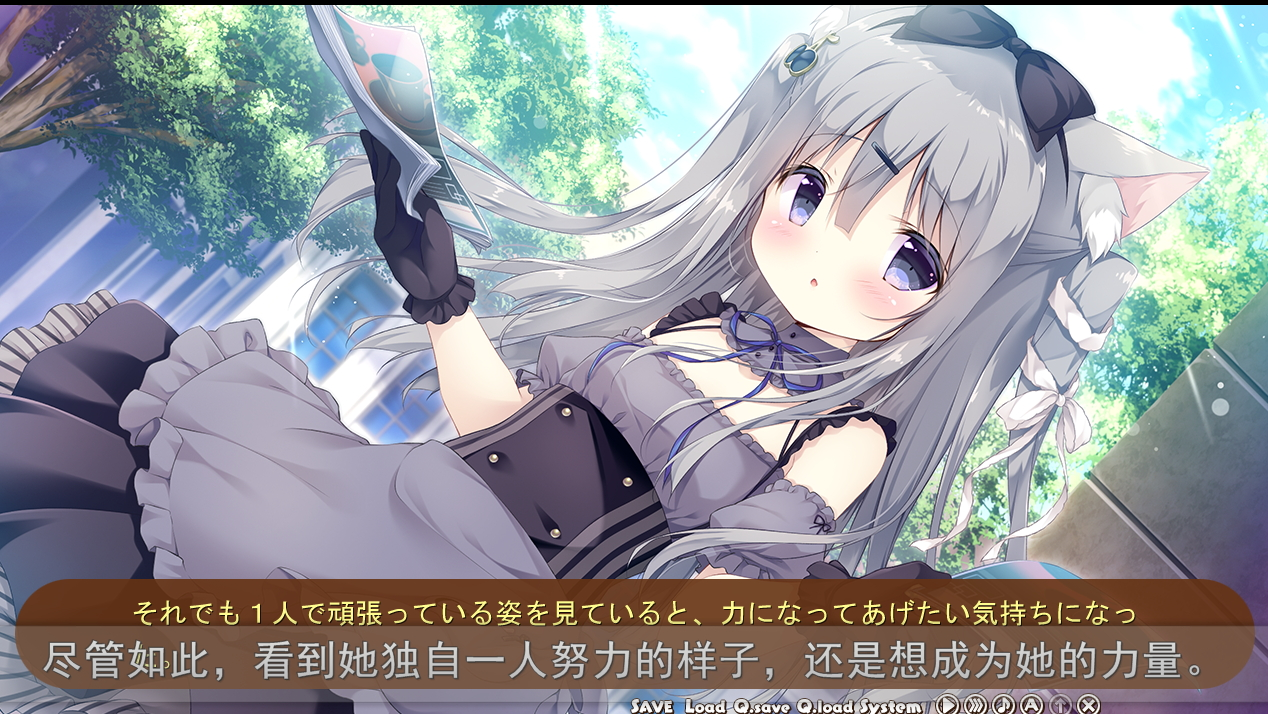 それでも１人で頑張っている姿を見ていると、力になってあげたい気持ちになっ
尽管如此，看到她独自一人努力的样子，还是想成为她的力量。
SAVE Load Q.save Q.load System